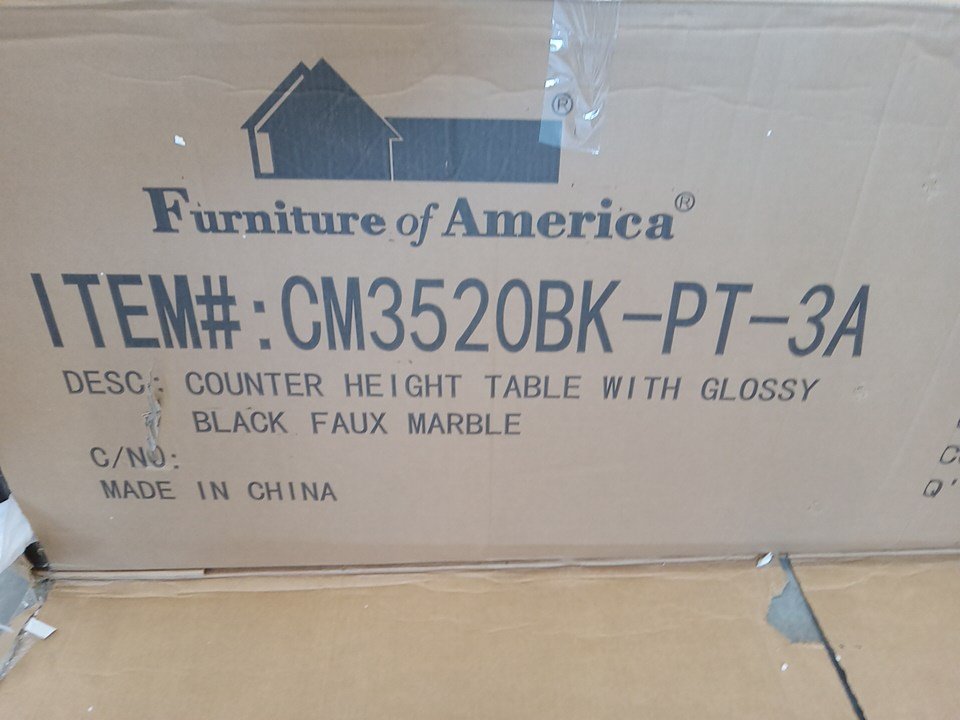 ®
Furniture of America®
ITEM#: CM3520BK-PT-3A
DESC: COUNTER HEIGHT TABLE WITH GLOSSY
BLACK FAUX MARBLE
C/NO:
MADE IN CHINA
Q'